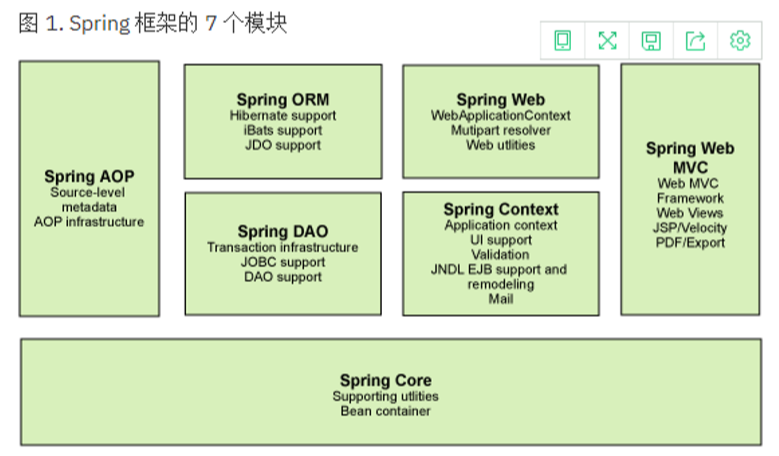 图 1. Spring 框架的 7 个模块
Spring AOP
Source-level
metadata
AOP infrastructure
Spring ORM
Hibernate support
iBats support
JDO support
Spring DAO
Transaction infrastructure
JOBC support
DAO support
Spring Web
WebApplicationContext
Mutipart resolver
Web utlities
Spring Context
Application context
UI support
Validation
JNDL EJB support and
remodeling
Mail
Spring Web
MVC
Web MVC
Framework
Web Views
JSP/Velocity
PDF/Export
Spring Core
Supporting utlities
Bean container